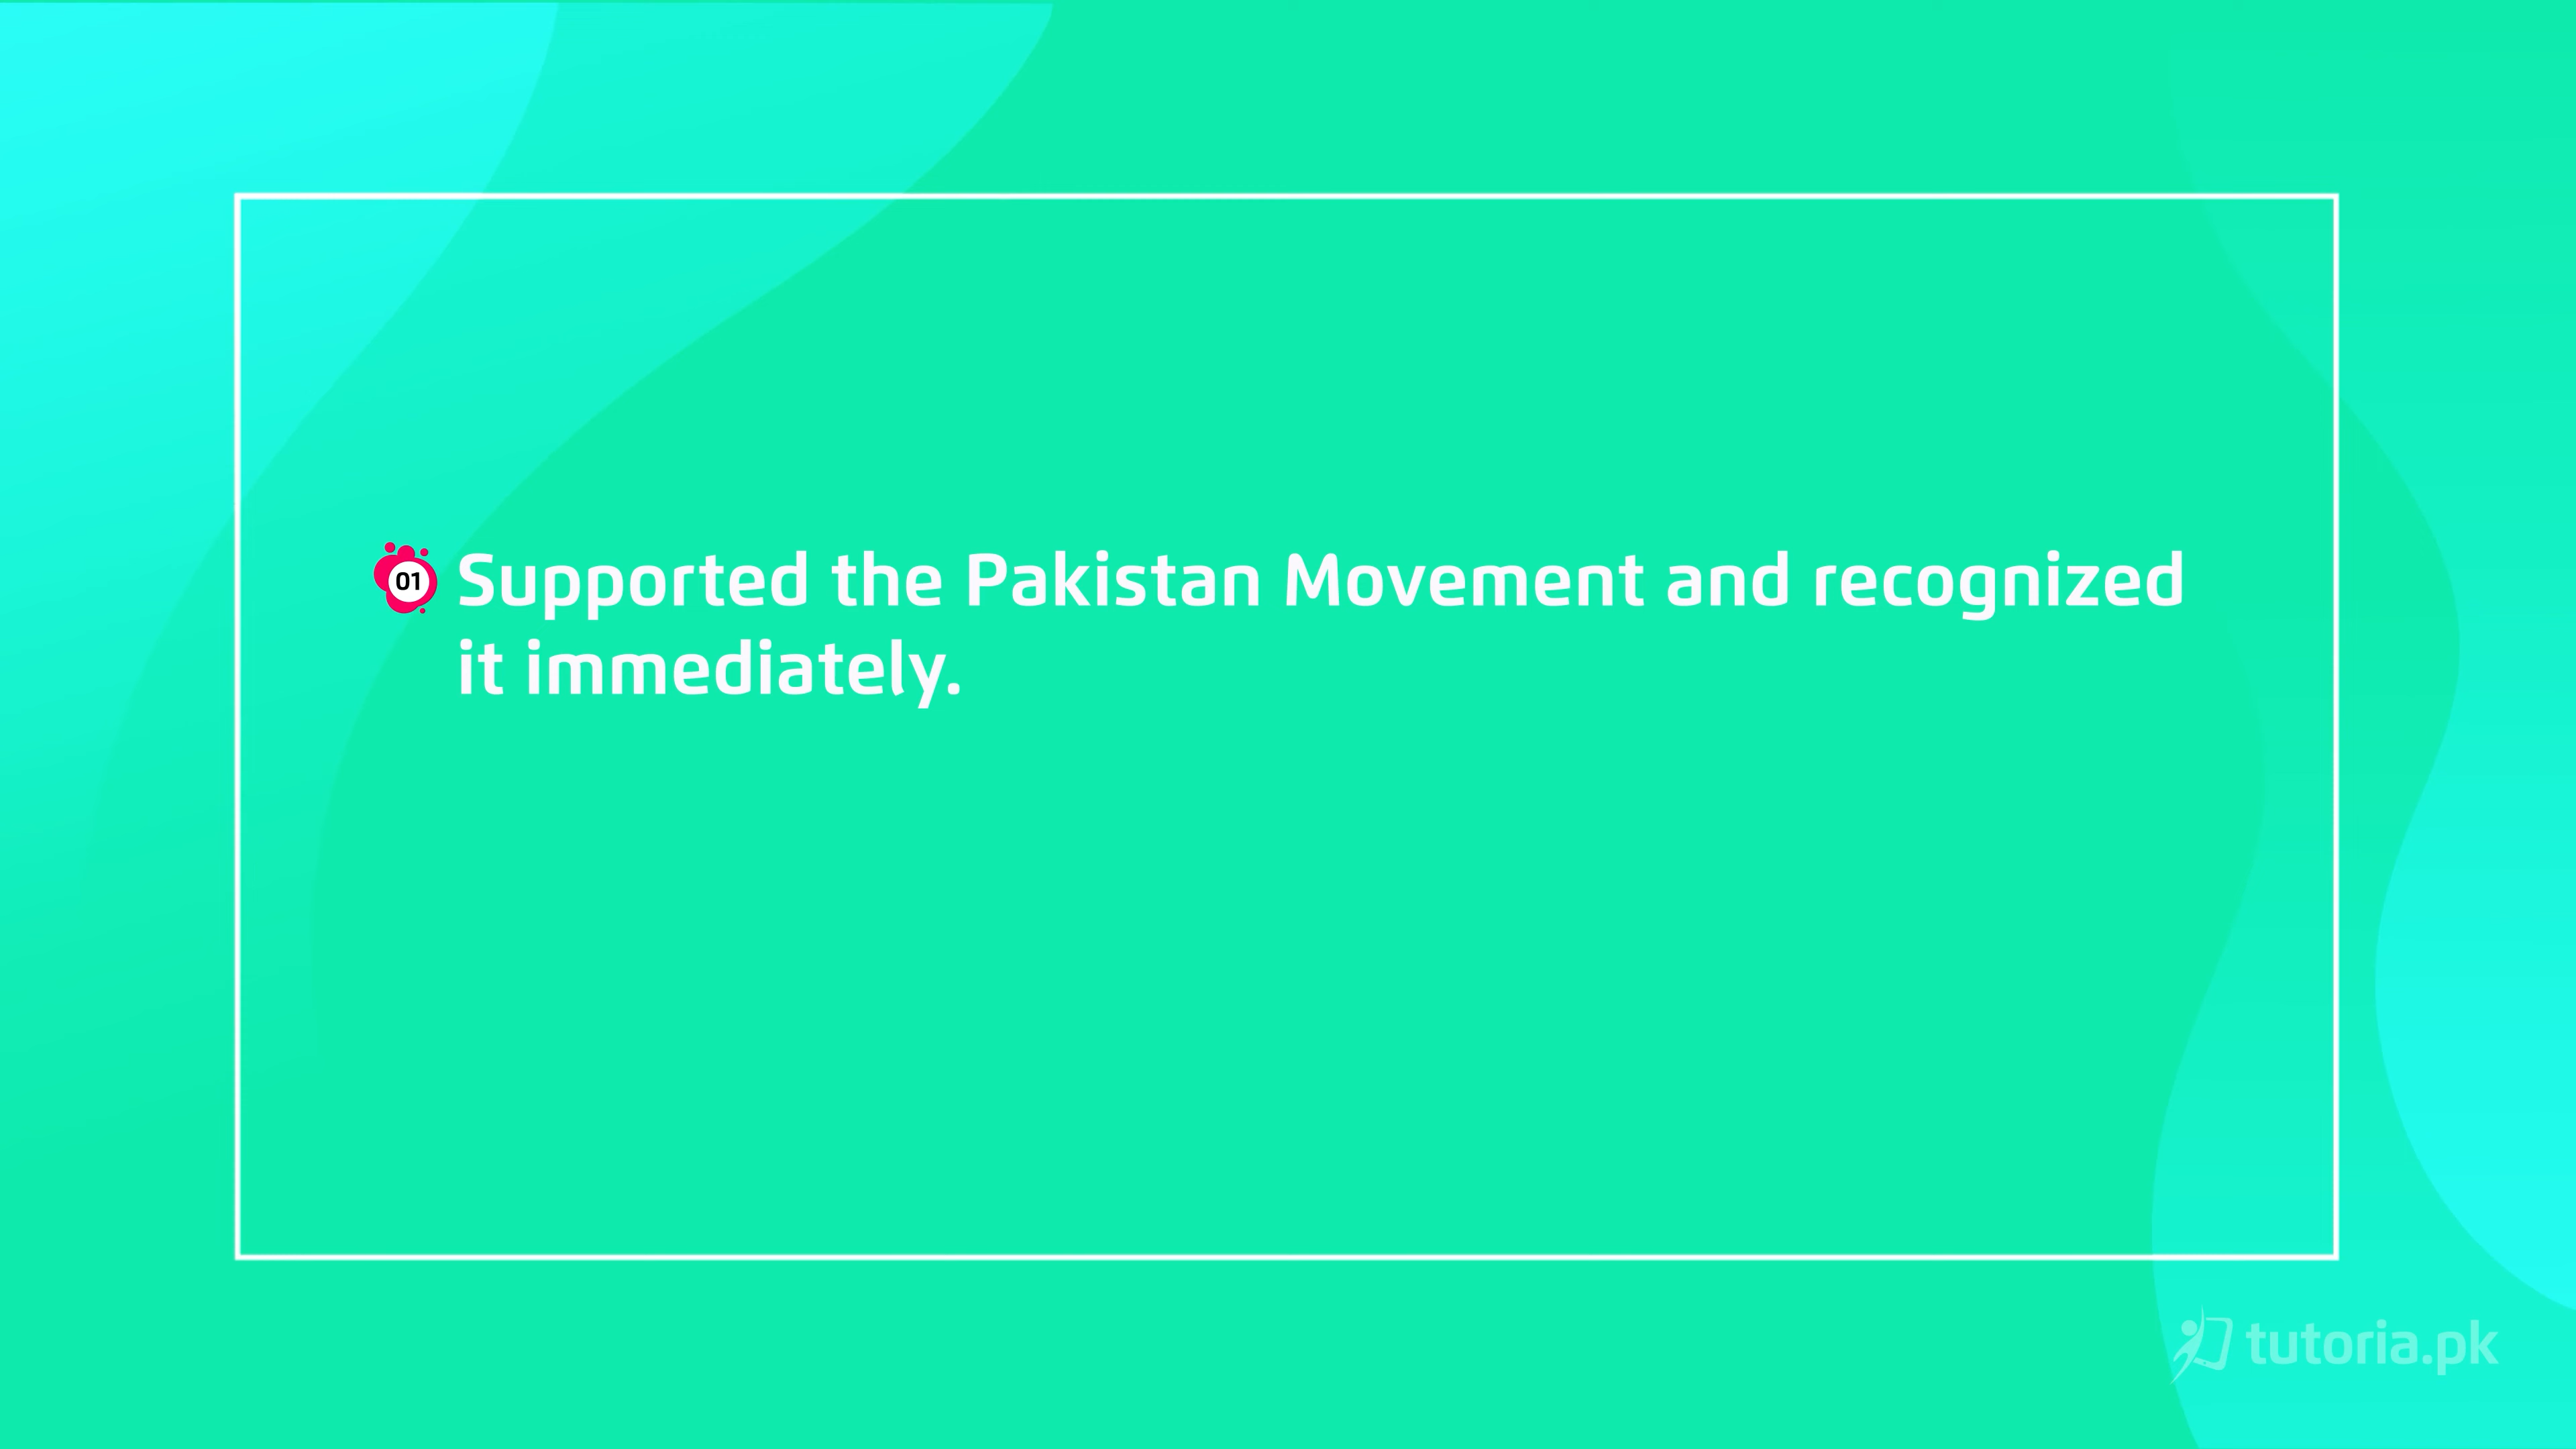 01 Supported the Pakistan Movement and recognized
it immediately.
tutoria.pk